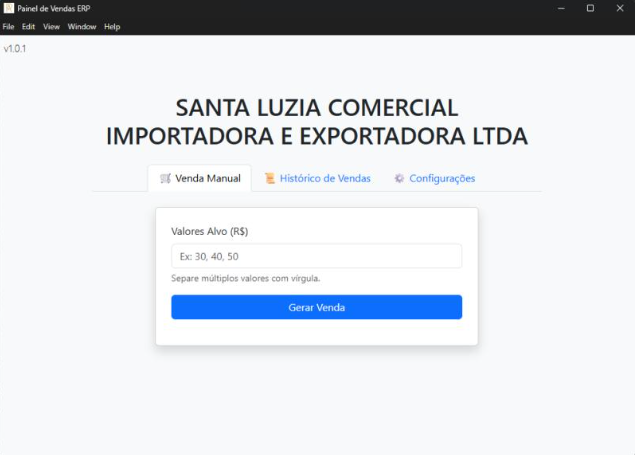 Painel de Vendas ERP
File Edit View Window Help
v1.0.1
SANTA LUZIA COMERCIAL
IMPORTADORA E EXPORTADORA LTDA
Venda Manual Histórico de Vendas Configurações
Valores Alvo (R$)
Ex: 30, 40, 50
Separe múltiplos valores com vírgula.
Gerar Venda